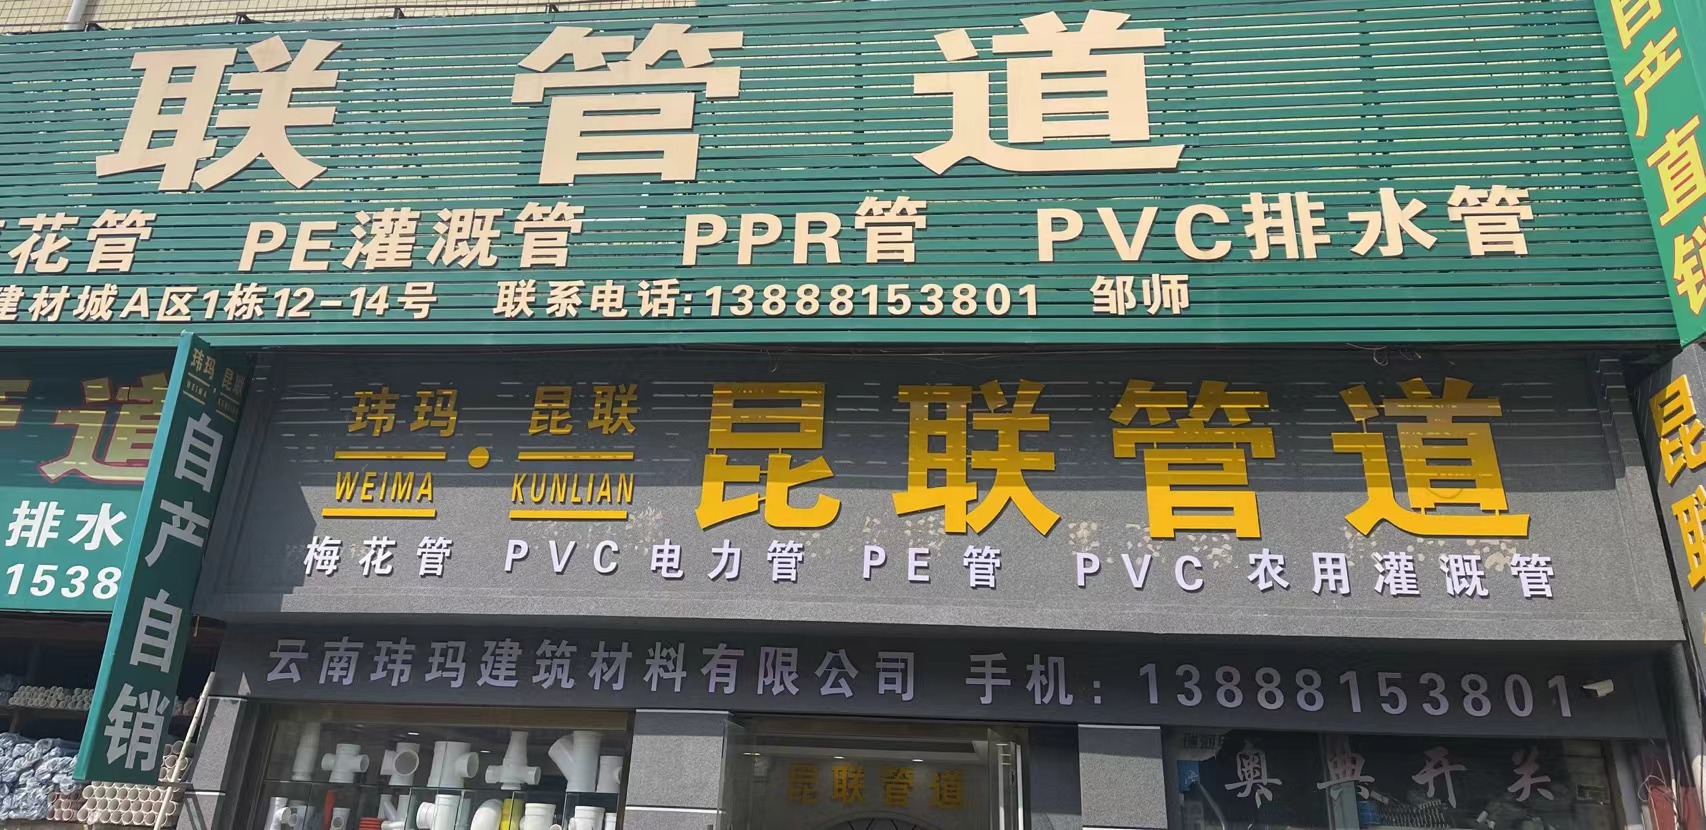 联管道
花管 PE灌溉管 PPR管 PVC排水管
建材城A区1栋12-14号 联系电话:13888153801 邹师
自产直销
玮玛 昆联
WEIMA KUNLIAN
自产自销
道
排水
1538
玮玛·昆联 昆联管道
WEIMA KUNLIAN
梅花管 PVC电力管 PE管 PVC农用灌溉管
云南玮玛建筑材料有限公司 手机:13888153801
昆联
昆联管道
奥典开关